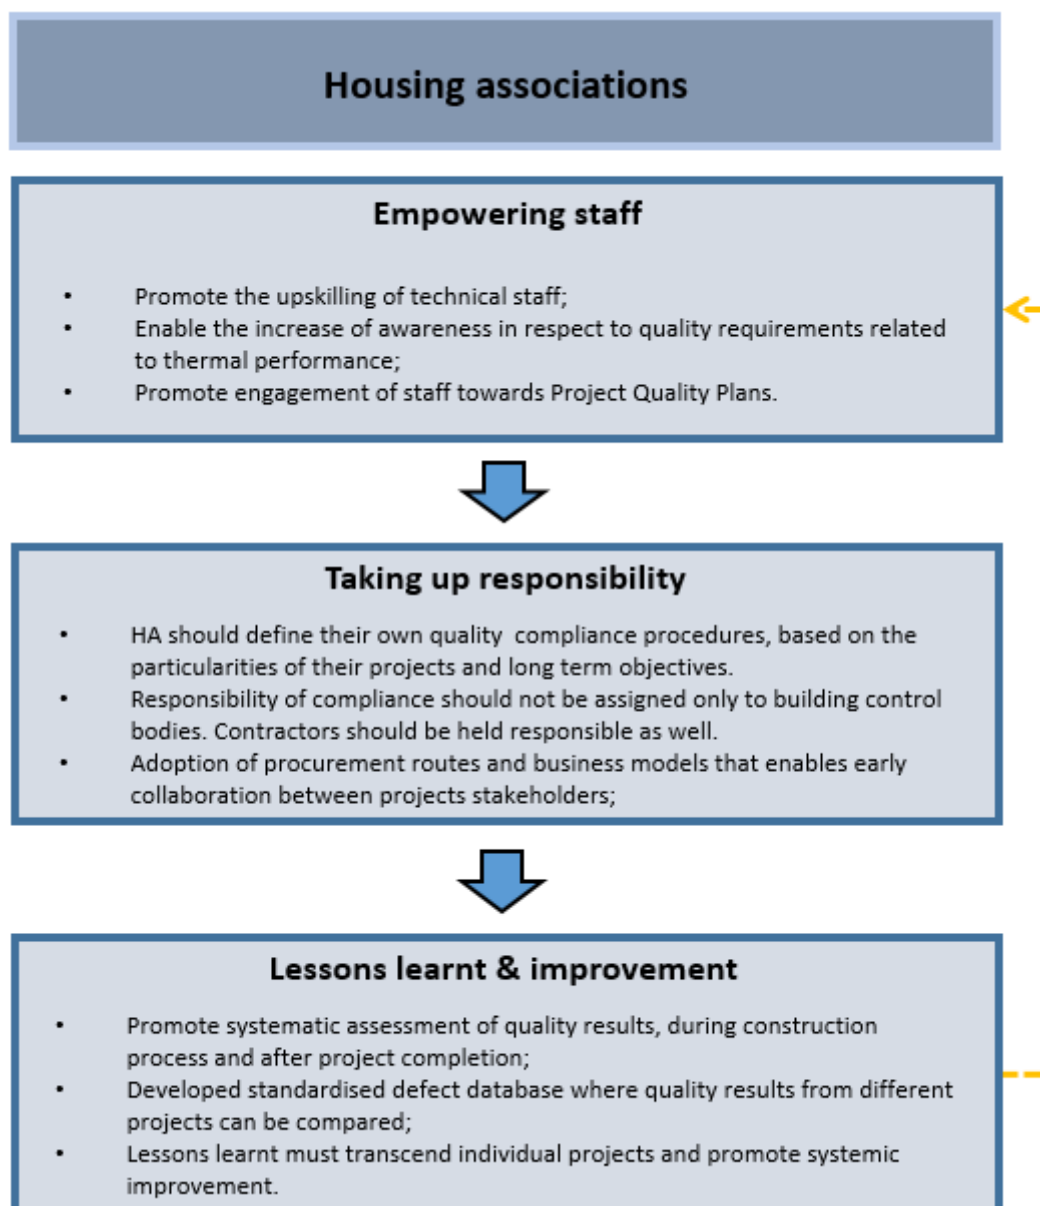 Housing associations
Empowering staff
• Promote the upskilling of technical staff;
• Enable the increase of awareness in respect to quality requirements related
to thermal performance;
• Promote engagement of staff towards Project Quality Plans.
Taking up responsibility
• HA should define their own quality compliance procedures, based on the
particularities of their projects and long term objectives.
• Responsibility of compliance should not be assigned only to building control
bodies. Contractors should be held responsible as well.
• Adoption of procurement routes and business models that enables early
collaboration between projects stakeholders;
Lessons learnt & improvement
• Promote systematic assessment of quality results, during construction
process and after project completion;
• Developed standardised defect database where quality results from different
projects can be compared;
• Lessons learnt must transcend individual projects and promote systemic
improvement.